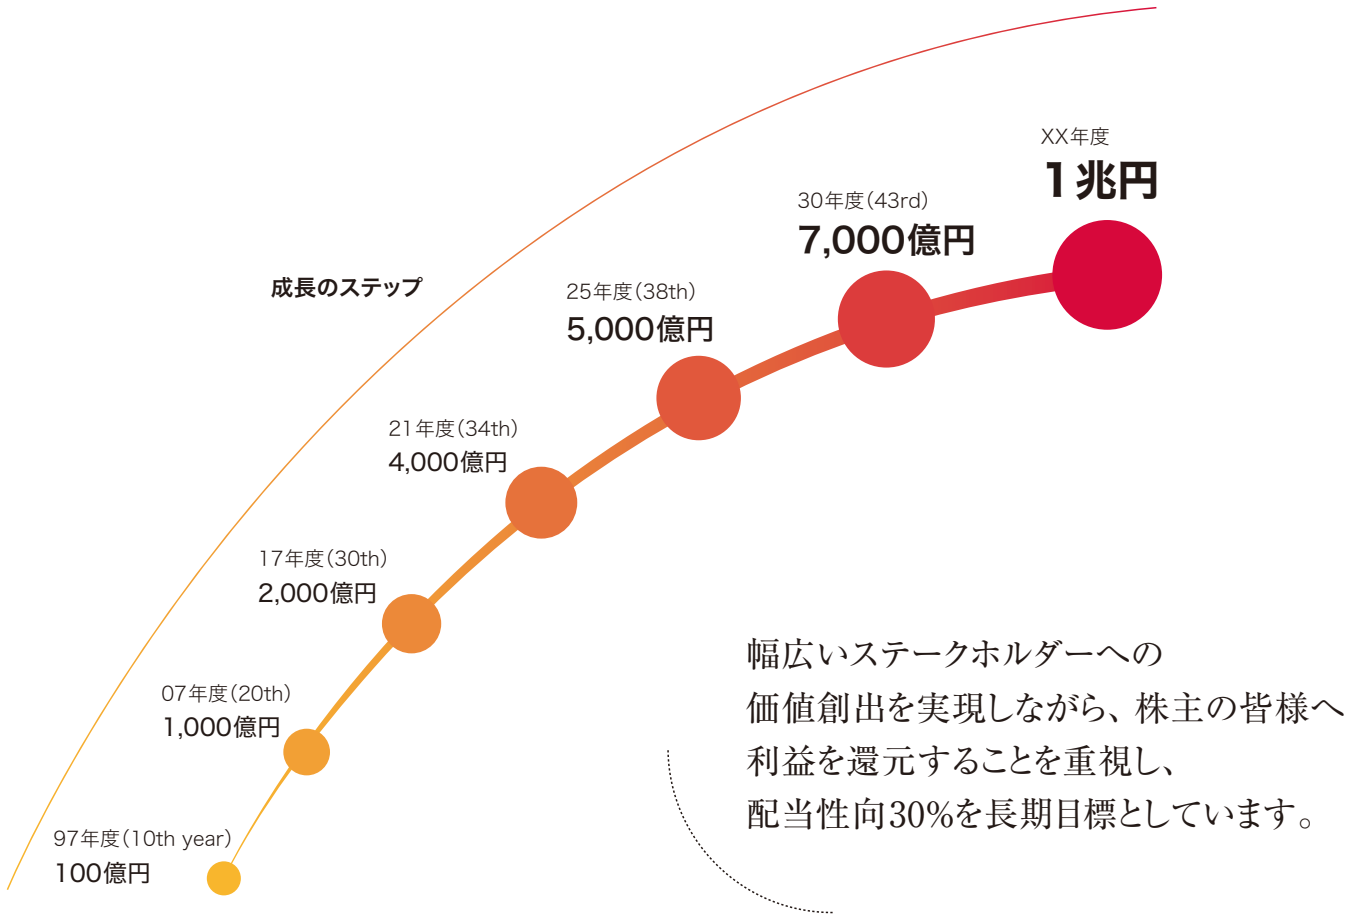 XX年度
1兆円
30年度(43rd)
7,000億円
成長のステップ
25年度(38th)
5,000億円
21年度(34th)
4,000億円
17年度(30th)
2,000億円
07年度(20th)
1,000億円
97年度(10th year)
100億円
幅広いステークホルダーへの
価値創出を実現しながら、株主の皆様へ
利益を還元することを重視し、
配当性向30%を長期目標としています。